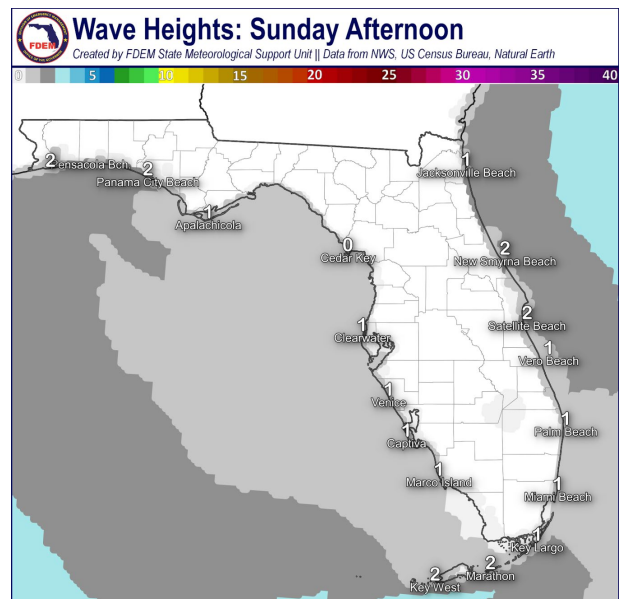 Wave Heights: Sunday Afternoon
FDEM
Created by FDEM State Meteorological Support Unit || Data from NWS, US Census Bureau, Natural Earth
0 5 10 15 20 25 30 35 40
2 Pensacola Bch
2
Panama City Beach
1
Apalachicola
1
Jacksonville Beach
0
Cedar Key
2
New Smyrna Beach
2
Satellite Beach
1
Clearwater
1
Vero Beach
1
Venice
1
Captiva
1
Palm Beach
1
Marco Island
1
Miami Beach
1
Key Largo
2
Marathon
2
Key West